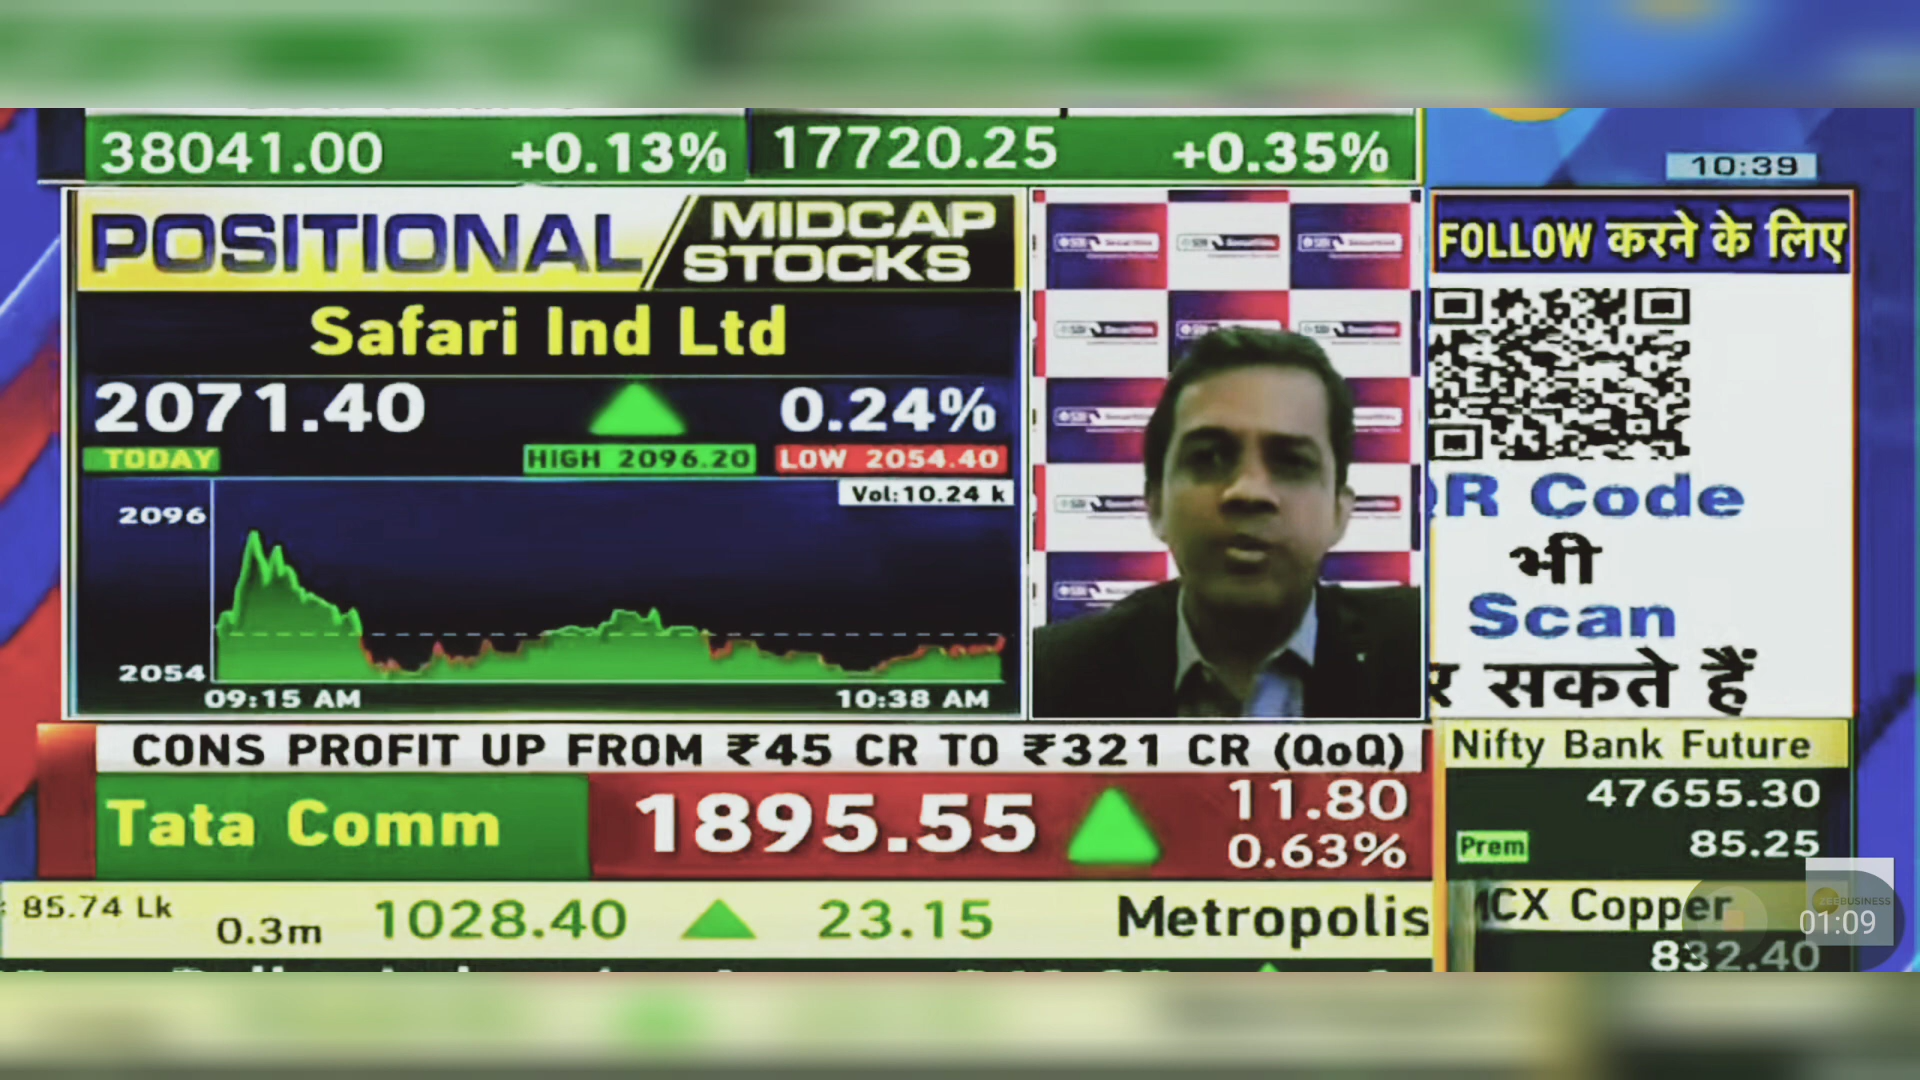 38041.00 +0.13% 17720.25 +0.35%
10:39
POSITIONAL MIDCAP STOCKS
Safari Ind Ltd
2071.40 0.24%
TODAY HIGH 2096.20 LOW 2054.40
Vol:10.24 k
2096
2054
09:15 AM 10:38 AM
FOLLOW करने के लिए
QR Code
भी
Scan
सकते हैं
CONS PROFIT UP FROM ₹45 CR TO ₹321 CR (QoQ)
Tata Comm 1895.55 11.80
0.63%
Nifty Bank Future
47655.30
Prem 85.25
85.74 Lk 0.3m 1028.40 23.15 Metropolis
MCX Copper
832.40
ZEEBUSINESS
01:09